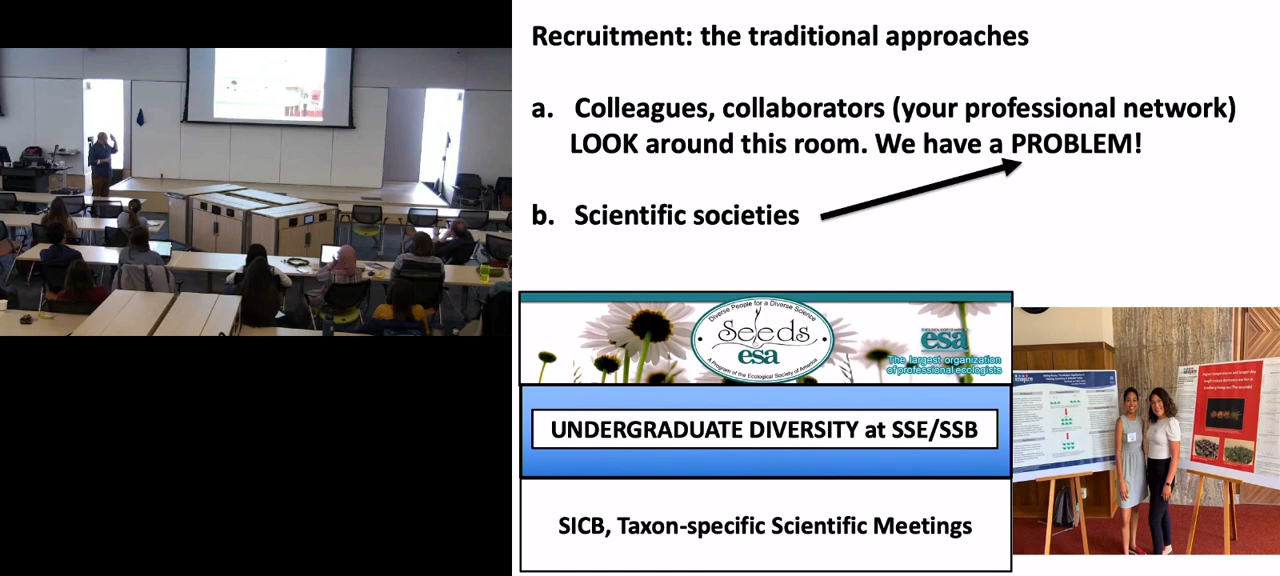 Recruitment: the traditional approaches
a. Colleagues, collaborators (your professional network)
LOOK around this room. We have a PROBLEM!
b. Scientific societies
Diverse People for a Diverse Science
SEeds
esa
A Program of the Ecological Society of America
esa
The largest organization
of professional ecologists
UNDERGRADUATE DIVERSITY at SSE/SSB
SICB, Taxon-specific Scientific Meetings